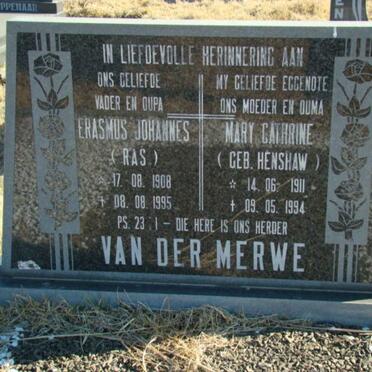 PPENAAR
EN
IN LIEFDEVOLLE HERINNERING AAN
ONS GELIEFDE
VADER EN OUPA
ERASMUS JOHANNES
(RAS)
☆ 17. 08. 1908
✝ 08. 08. 1995
MY GELIEFDE EGGENOTE
ONS MOEDER EN OUMA
MARY CATHRINE
(GEB. HENSHAW)
☆ 14. 06. 1911
✝ 09. 05. 1994
PS. 23 : 1 - DIE HERE IS ONS HERDER
VAN DER MERWE